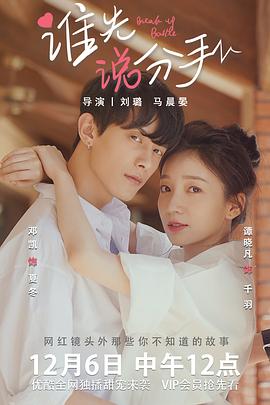 谁先
Break up
Battle
说分手
导演丨刘璐 马晨晏
邓凯 饰 夏冬
谭晓凡 饰 千羽
网红镜头外那些你不知道的故事
12月6日 中午12点
优酷全网独播甜宠来袭 VIP会员抢先看